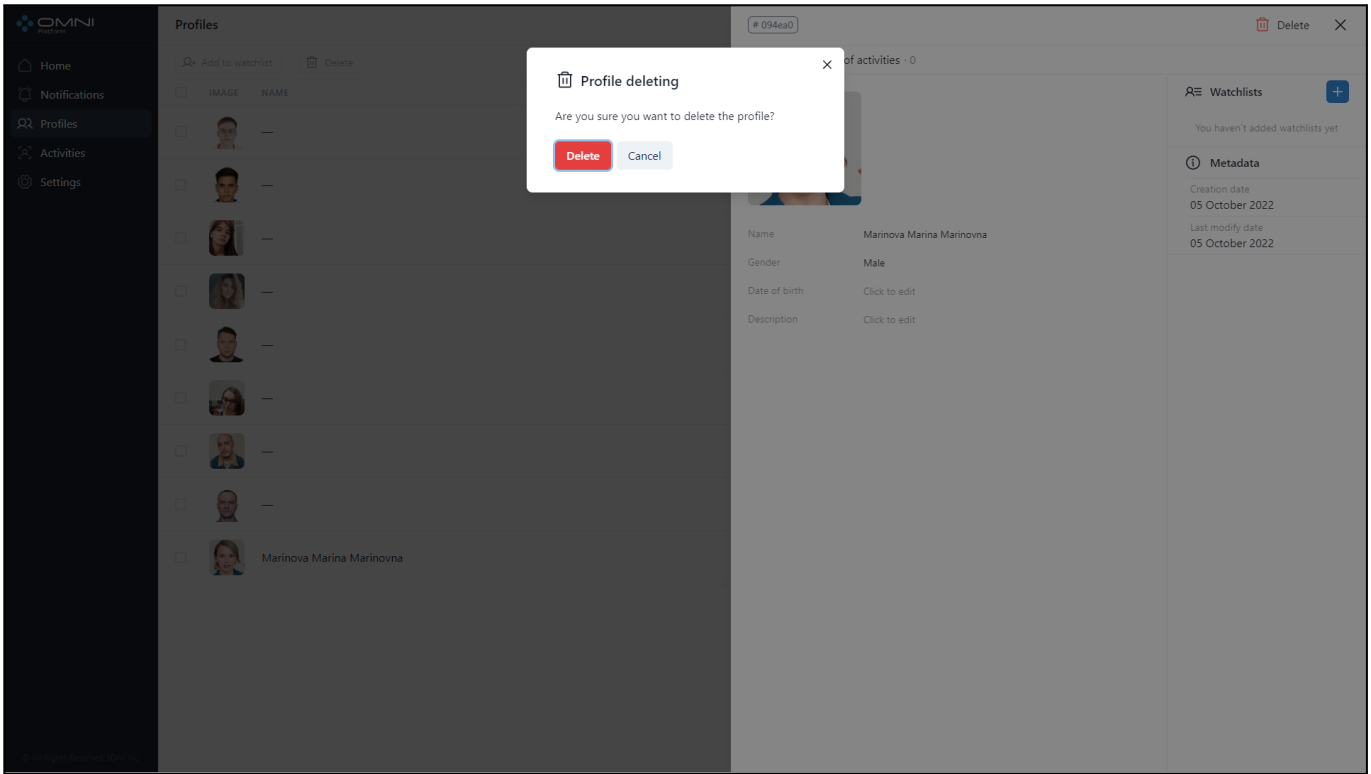 OMNI
Platform
Home
Notifications
Profiles
Activities
Settings
Profiles
Add to watchlist
Delete
IMAGE NAME
—
—
—
—
—
—
—
—
Marinova Marina Marinovna
# 094ea0
Delete
of activities · 0
Profile deleting
Are you sure you want to delete the profile?
Delete Cancel
Name Marinova Marina Marinovna
Gender Male
Date of birth Click to edit
Description Click to edit
Watchlists
You haven't added watchlists yet
Metadata
Creation date
05 October 2022
Last modify date
05 October 2022